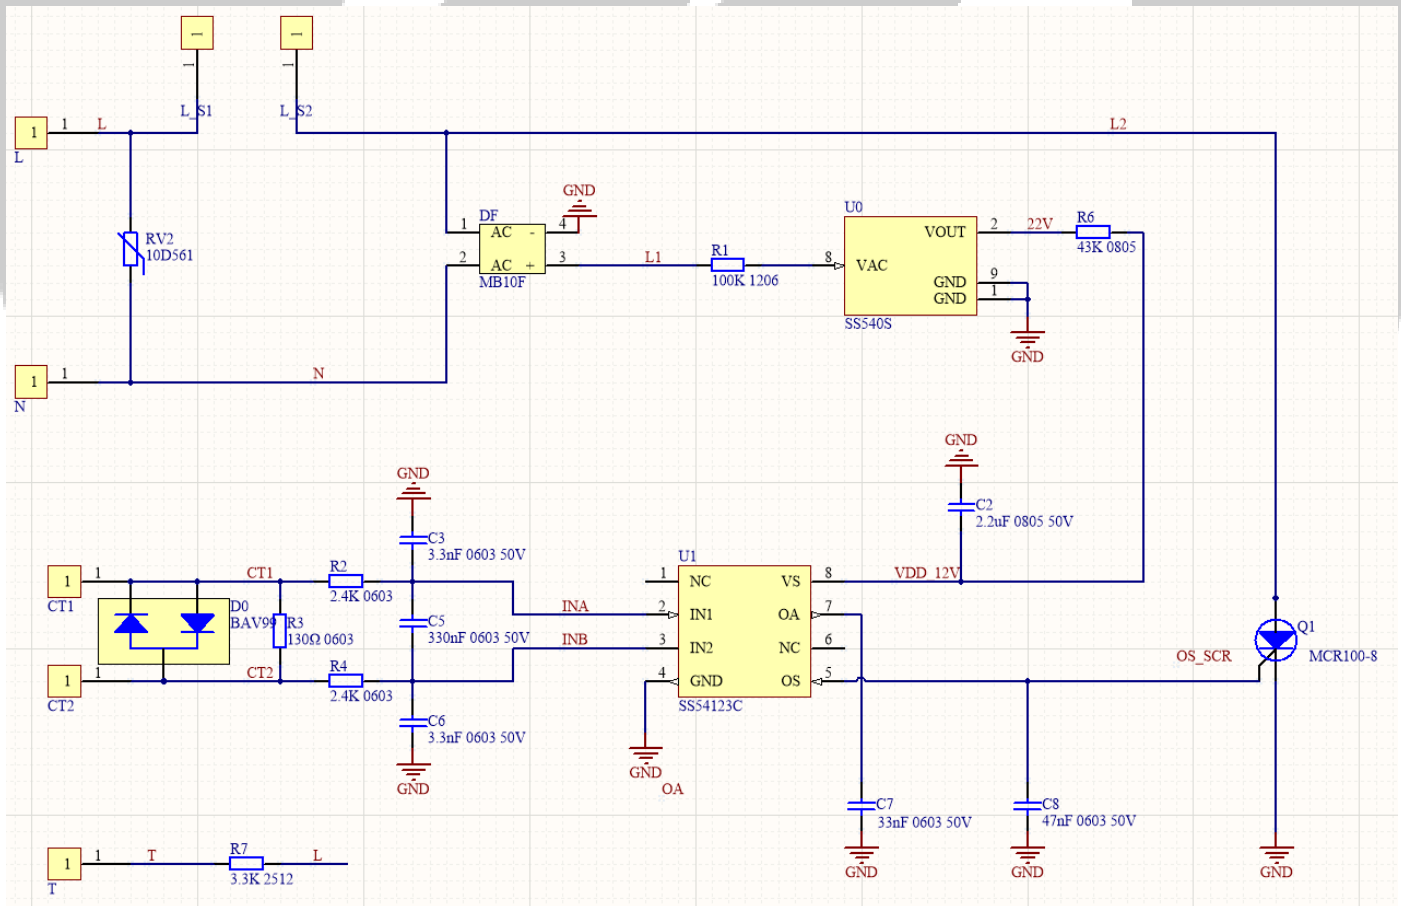 1
1
1
1
L_S1
L_S2
1
1
L
L
L2
RV2
10D561
GND
DF
1
AC
-
4
2
AC
+
3
MB10F
L1
R1
100K 1206
U0
8
VAC
VOUT
2
GND
9
GND
1
SS540S
22V
R6
43K 0805
GND
1
1
N
N
GND
C2
2.2uF 0805 50V
GND
C3
3.3nF 0603 50V
1
1
CT1
CT1
R2
2.4K 0603
D0
BAV99
R3
130Ω 0603
C5
330nF 0603 50V
1
1
CT2
CT2
R4
2.4K 0603
C6
3.3nF 0603 50V
GND
INA
INB
U1
1
NC
VS
8
2
IN1
OA
7
3
IN2
NC
6
4
GND
OS
5
SS54123C
VDD_12V
GND
OA
Q1
OS_SCR
MCR100-8
C7
33nF 0603 50V
GND
C8
47nF 0603 50V
GND
GND
1
1
T
T
R7
3.3K 2512
L